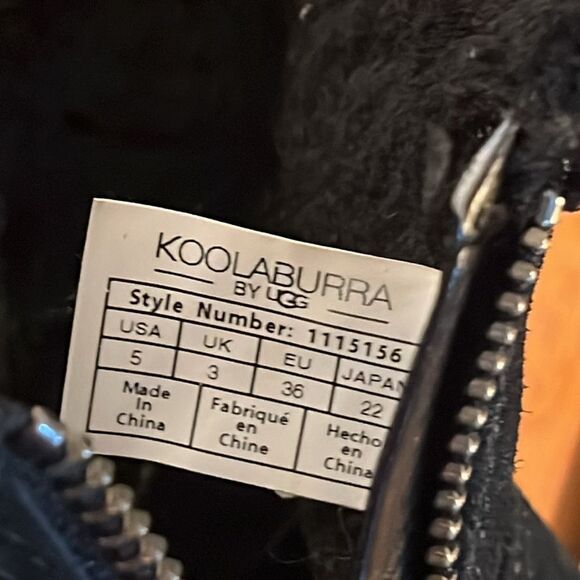 KOOLABURRA
BY UGG
Style Number: 1115156
USA UK EU JAPAN
5 3 36 22
Made in China Fabriqué en Chine Hecho en China